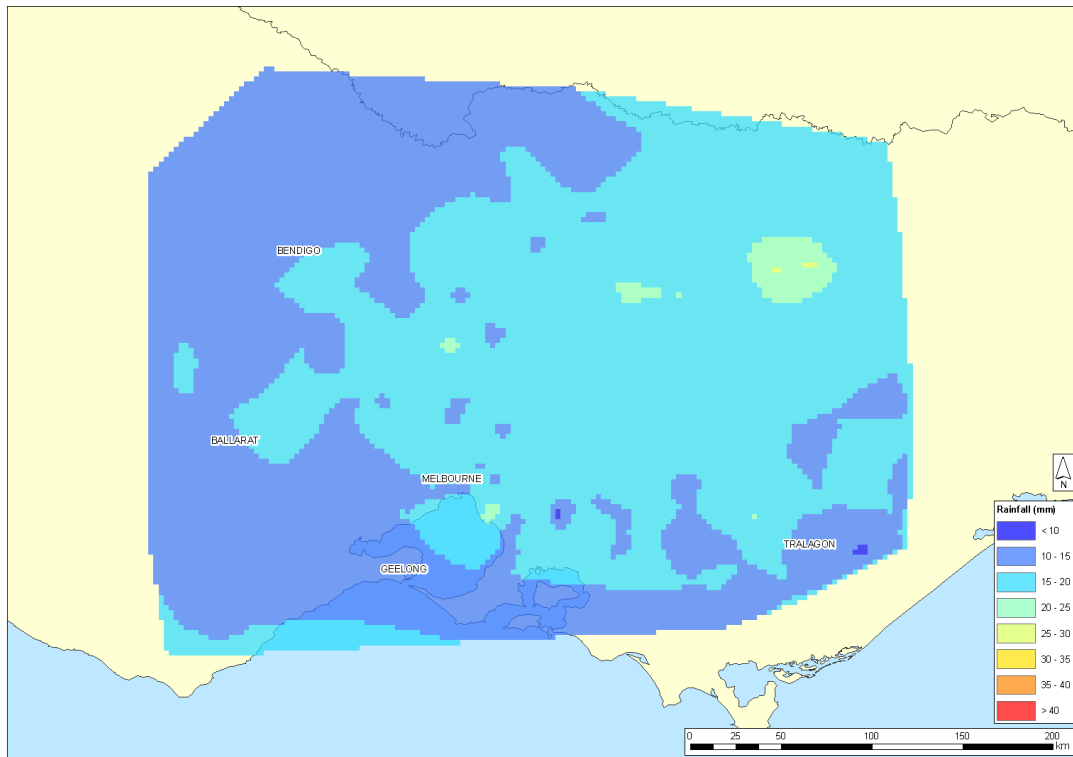 BENDIGO
BALLARAT
MELBOURNE
GEELONG
TRALAGON
N
Rainfall (mm)
< 10
10 - 15
15 - 20
20 - 25
25 - 30
30 - 35
35 - 40
> 40
0 25 50 100 150 200
km